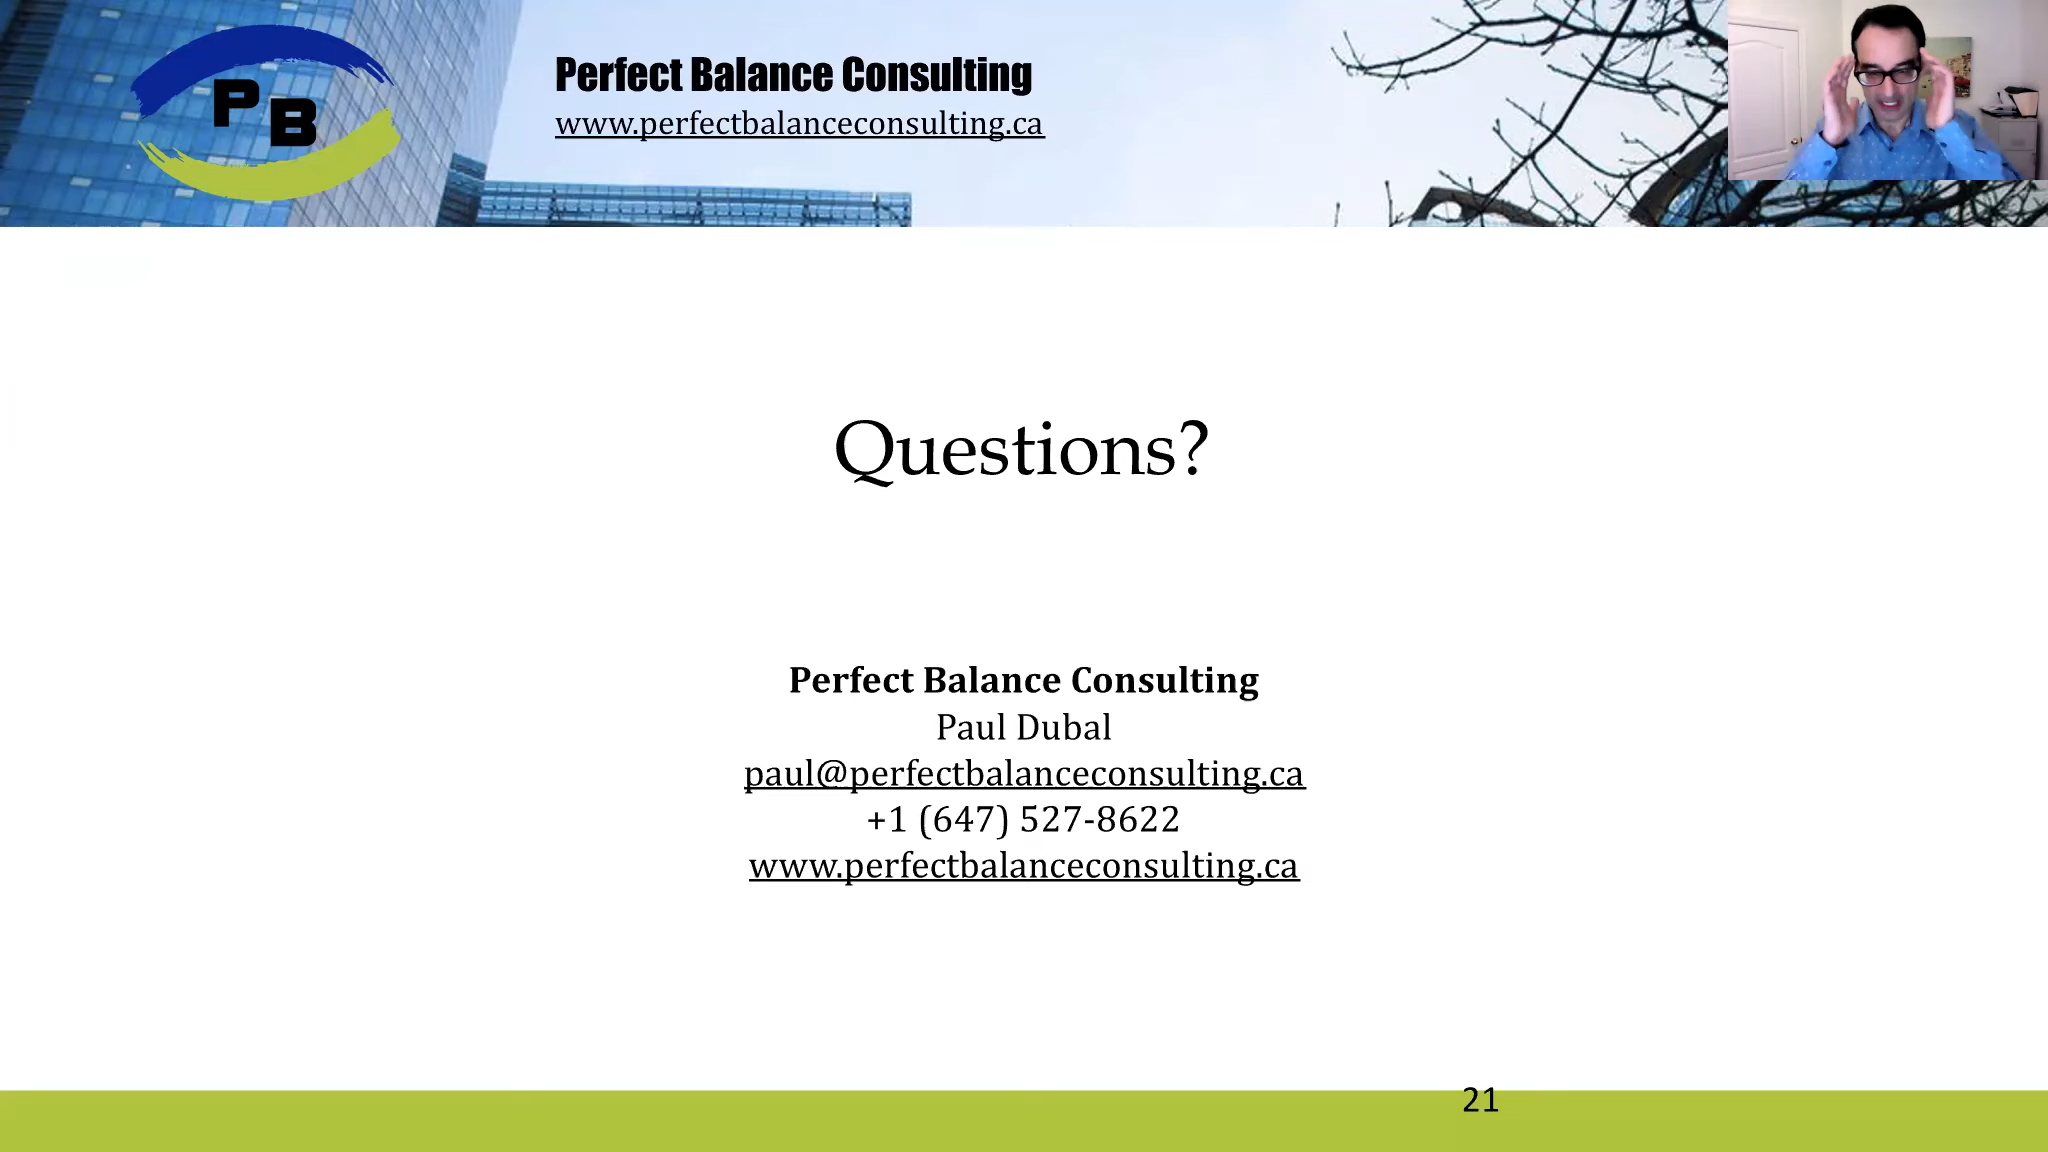 PB
Perfect Balance Consulting
www.perfectbalanceconsulting.ca
Questions?
Perfect Balance Consulting
Paul Dubal
paul@perfectbalanceconsulting.ca
+1 (647) 527-8622
www.perfectbalanceconsulting.ca
21